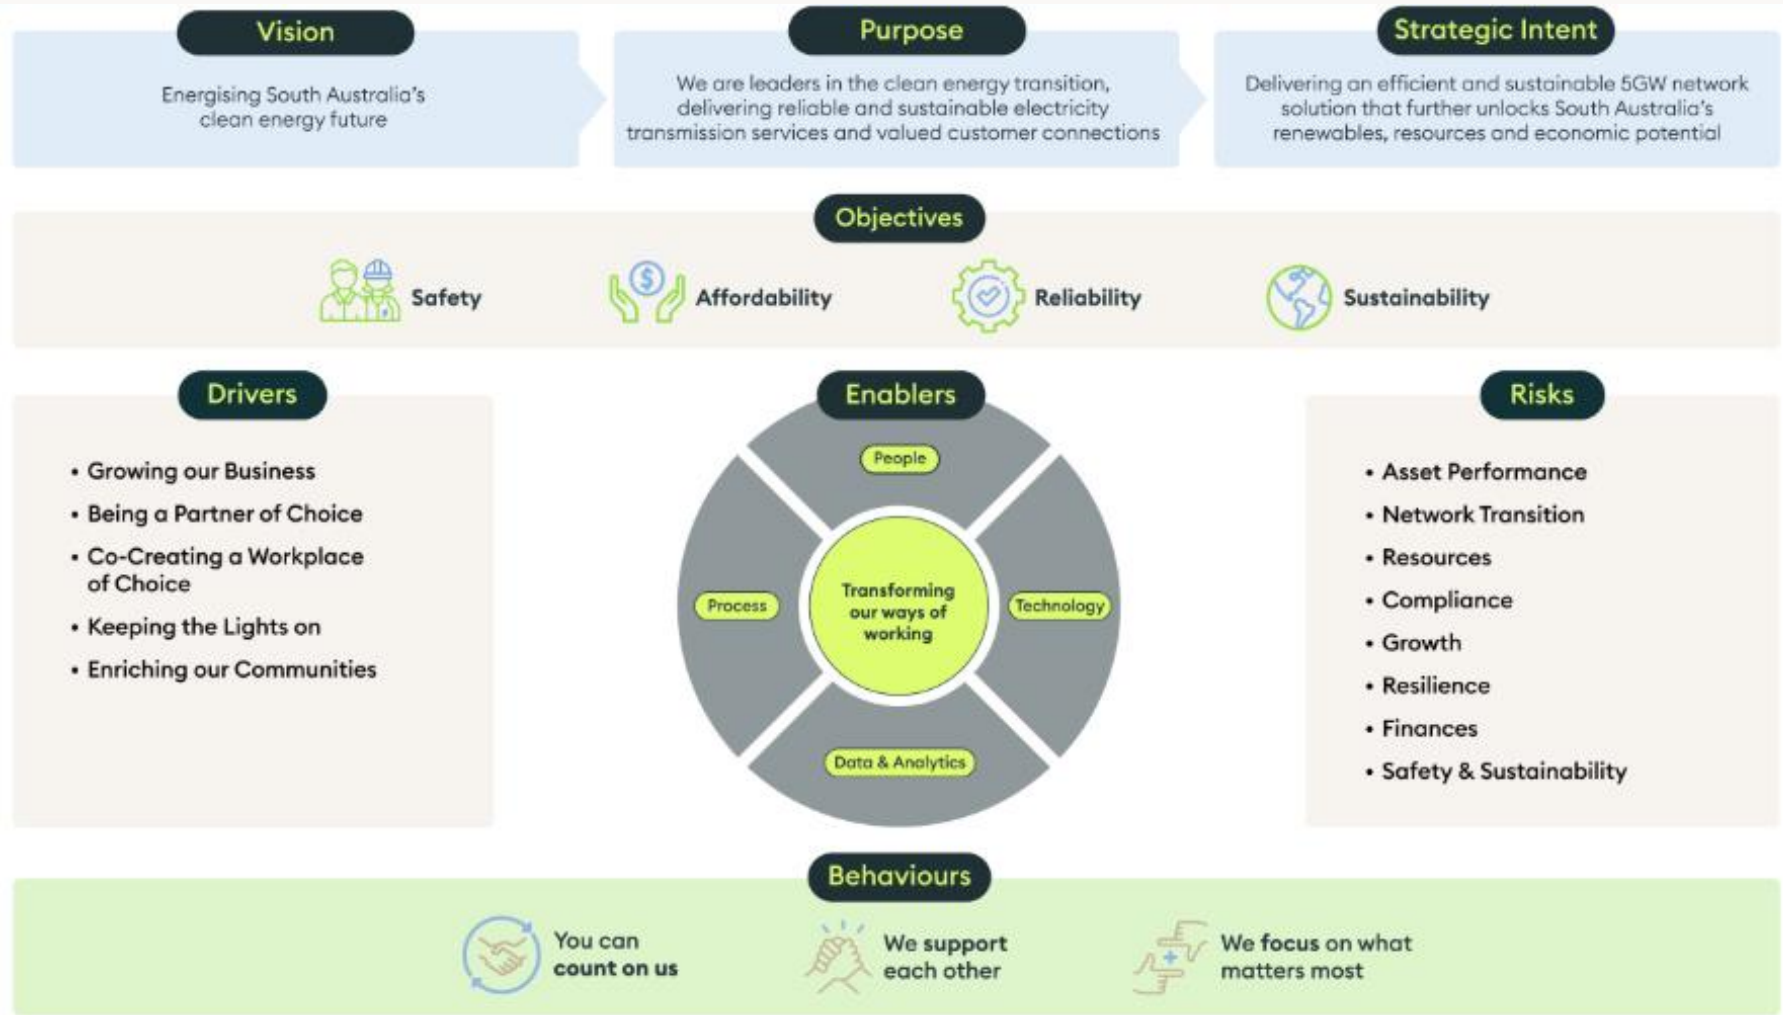 Vision
Energising South Australia's
clean energy future
Purpose
We are leaders in the clean energy transition,
delivering reliable and sustainable electricity
transmission services and valued customer connections
Strategic Intent
Delivering an efficient and sustainable 5GW network
solution that further unlocks South Australia's
renewables, resources and economic potential
Objectives
Safety
Affordability
Reliability
Sustainability
Drivers
• Growing our Business
• Being a Partner of Choice
• Co-Creating a Workplace
of Choice
• Keeping the Lights on
• Enriching our Communities
Enablers
People
Process
Transforming
our ways of
working
Technology
Data & Analytics
Risks
• Asset Performance
• Network Transition
• Resources
• Compliance
• Growth
• Resilience
• Finances
• Safety & Sustainability
Behaviours
You can
count on us
We support
each other
We focus on what
matters most